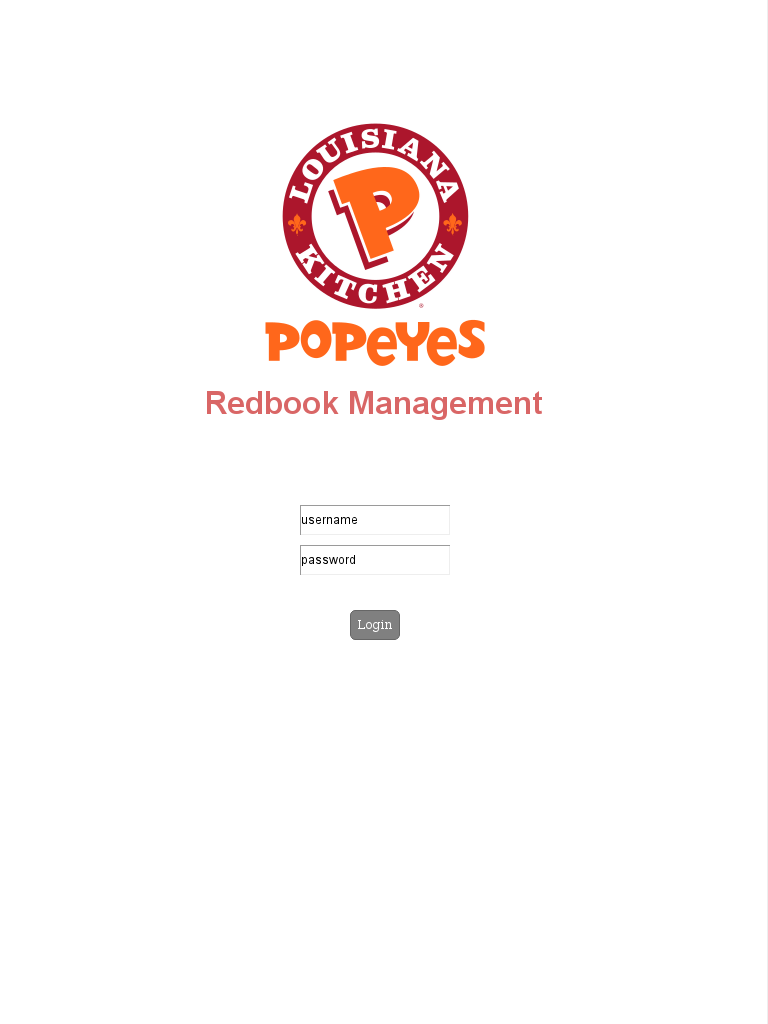 LOUISIANA
P
KITCHEN
®
POPEYES
Redbook Management
username
password
Login